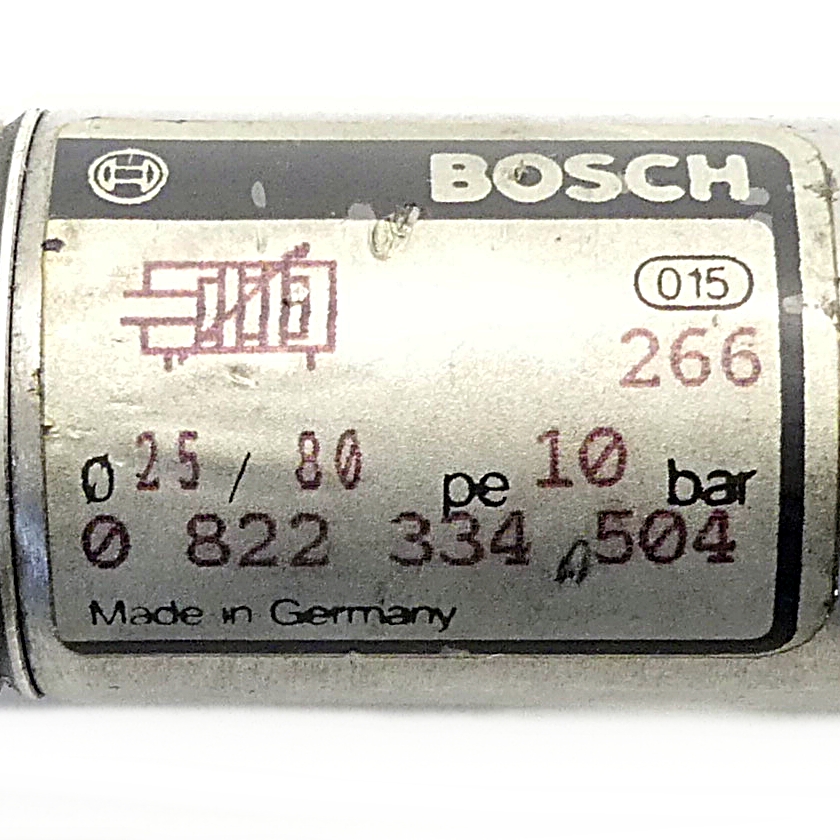 BOSCH
015
266
Ø 25 / 80 pe 10 bar
0 822 334 504
Made in Germany